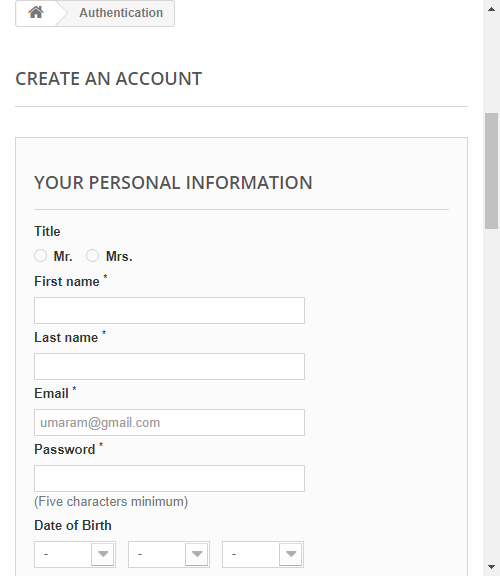 Authentication
CREATE AN ACCOUNT
YOUR PERSONAL INFORMATION
Title
Mr. Mrs.
First name *
Last name *
Email *
umaram@gmail.com
Password *
(Five characters minimum)
Date of Birth
- - -